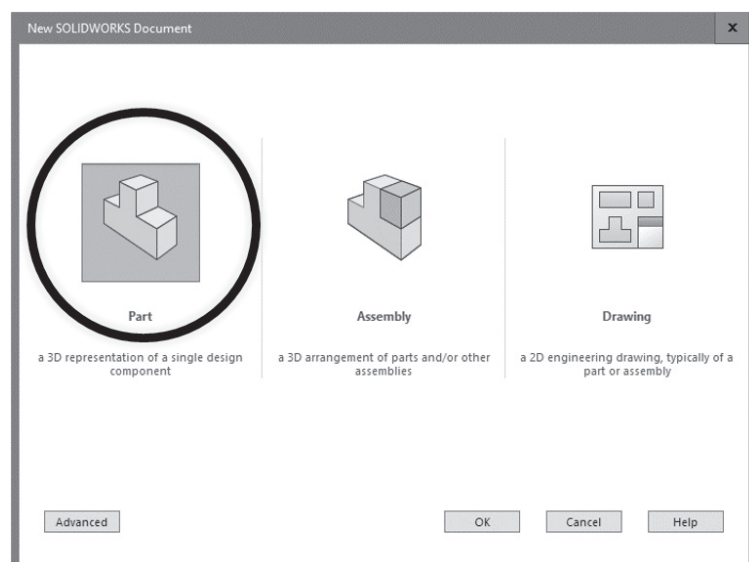 New SOLIDWORKS Document
x
Part
a 3D representation of a single design
component
Assembly
a 3D arrangement of parts and/or other
assemblies
Drawing
a 2D engineering drawing, typically of a
part or assembly
Advanced
OK
Cancel
Help